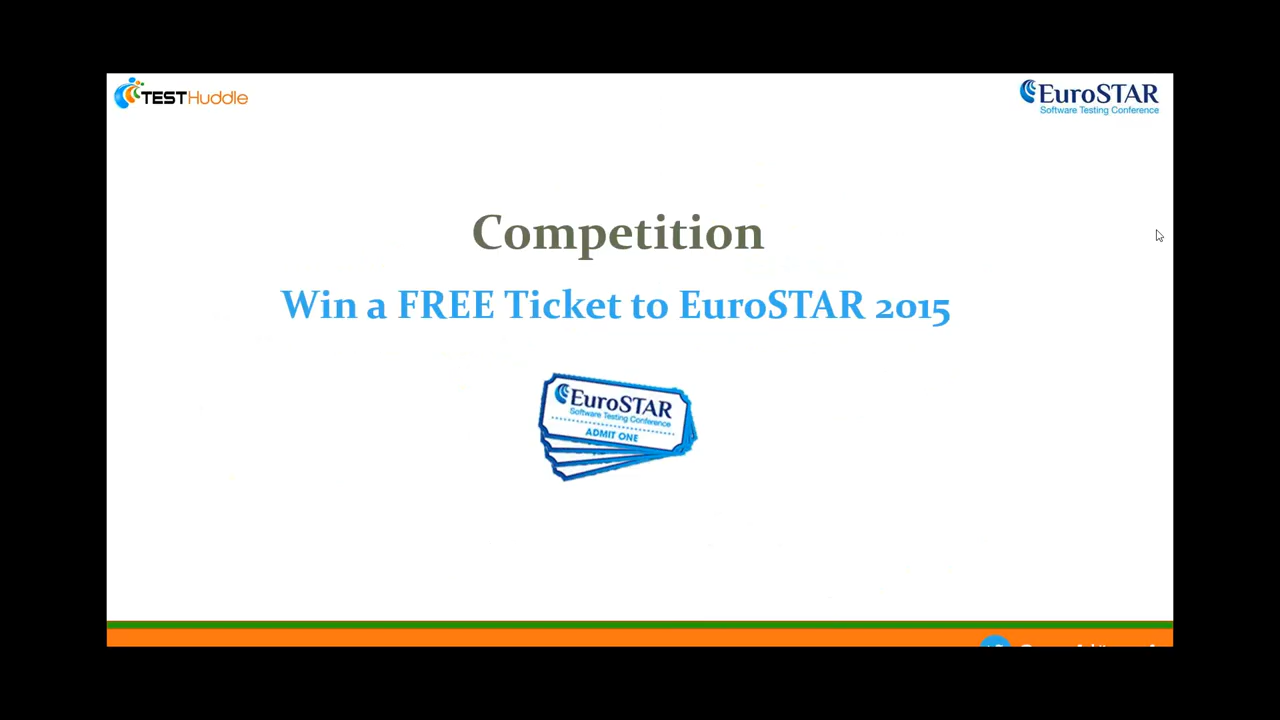 TESTHuddle
EuroSTAR
Software Testing Conference
Competition
Win a FREE Ticket to EuroSTAR 2015
EuroSTAR
Software Testing Conference
ADMIT ONE